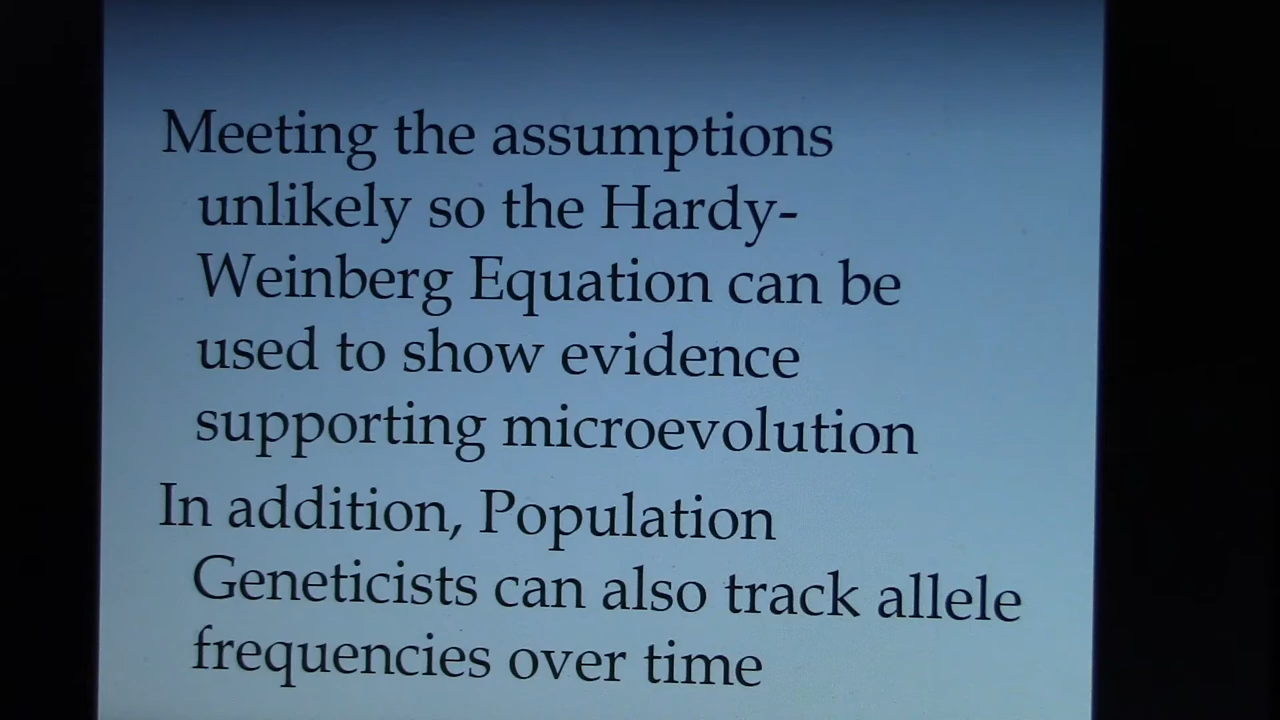 Meeting the assumptions
unlikely so the Hardy-
Weinberg Equation can be
used to show evidence
supporting microevolution
In addition, Population
Geneticists can also track allele
frequencies over time